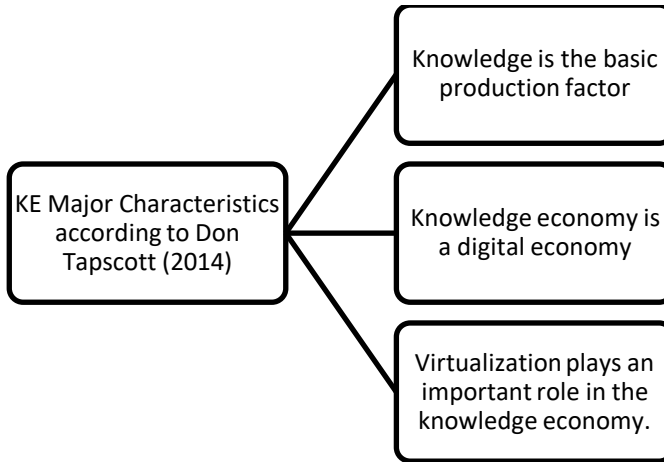 Knowledge is the basic
production factor
KE Major Characteristics
according to Don
Tapscott (2014)
Knowledge economy is
a digital economy
Virtualization plays an
important role in the
knowledge economy.